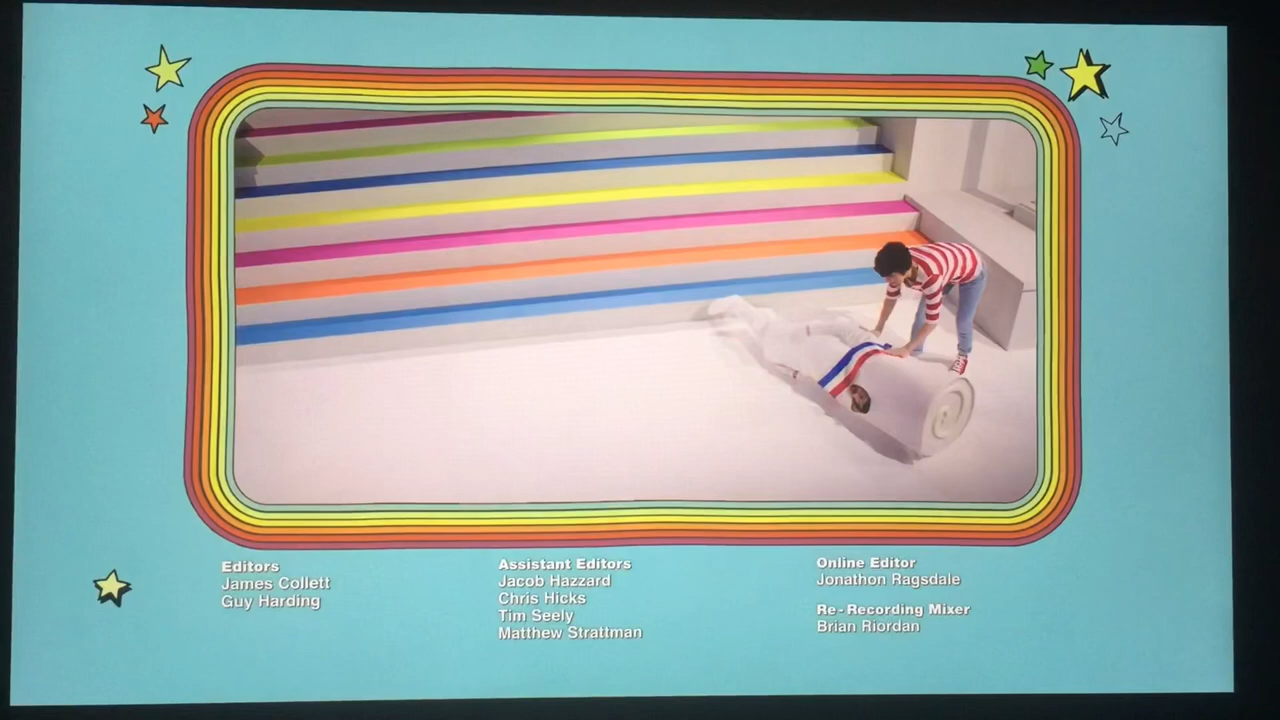 Editors
James Collett
Guy Harding
Assistant Editors
Jacob Hazzard
Chris Hicks
Tim Seely
Matthew Strattman
Online Editor
Jonathon Ragsdale
Re-Recording Mixer
Brian Riordan